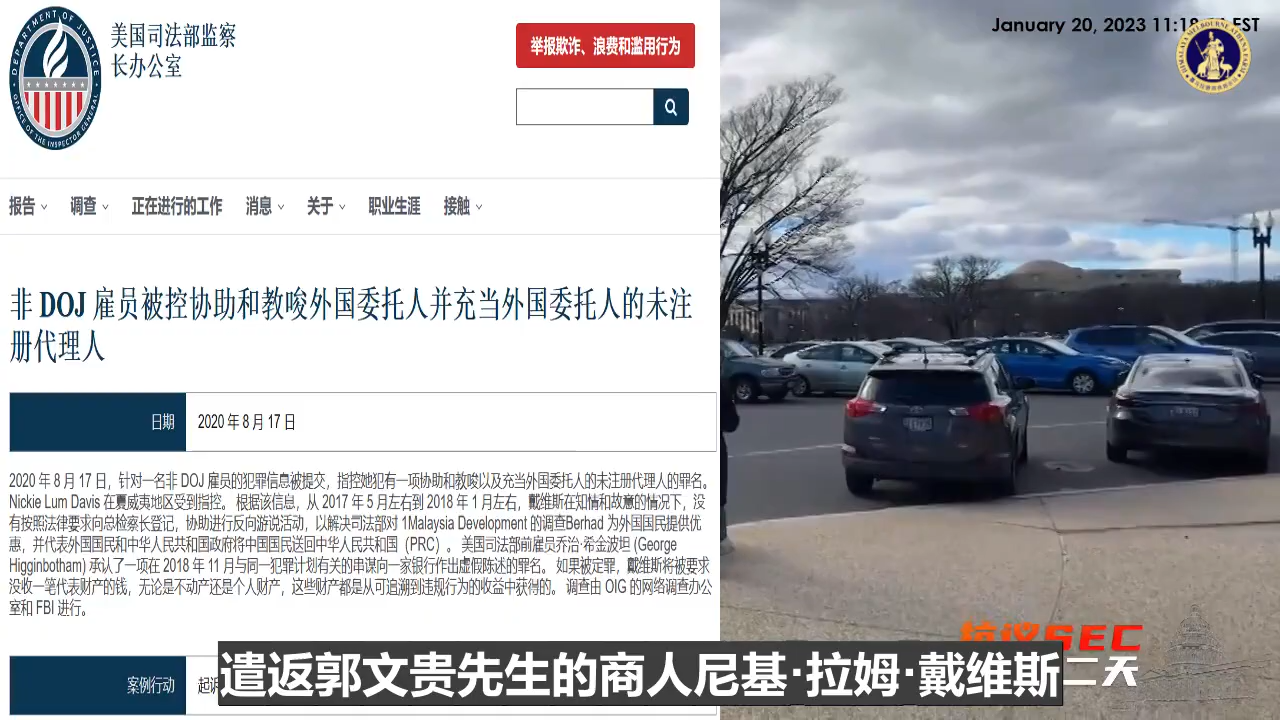 美国司法部监察
长办公室
举报欺诈、浪费和滥用行为
DEPARTMENT OF JUSTICE
OFFICE OF THE INSPECTOR GENERAL
January 20, 2023 11:18 EST
报告
调查
正在进行的工作
消息
关于
职业生涯
接触
非 DOJ 雇员被控协助和教唆外国委托人并充当外国委托人的未注
册代理人
日期
2020 年 8 月 17 日
2020 年 8 月 17 日，针对一名非 DOJ 雇员的犯罪信息被提交，指控她犯有一项协助和教唆以及充当外国委托人的未注册代理人的罪名。
Nickie Lum Davis 在夏威夷地区受到指控。 根据该信息，从 2017 年 5 月左右到 2018 年 1 月左右，戴维斯在知情和故意的情况下，没
有按照法律要求向总检察长登记，协助进行反向游说活动，以解决司法部对 1Malaysia Development 的调查Berhad 为外国国民提供优
惠，并代表外国国民和中华人民共和国政府将中国国民送回中华人民共和国（PRC）。 美国司法部前雇员乔治·希金波坦 (George
Higginbotham) 承认了一项在 2018 年 11 月与同一犯罪计划有关的串谋向一家银行作出虚假陈述的罪名。 如果被定罪，戴维斯将被要求
没收一笔代表财产的钱，无论是不动产还是个人财产，这些财产都是从可追溯到违规行为的收益中获得的。 调查由 OIG 的网络调查办公
室和 FBI 进行。
案例行动
起诉
抗议SEC
二天
遣返郭文贵先生的商人尼基·拉姆·戴维斯